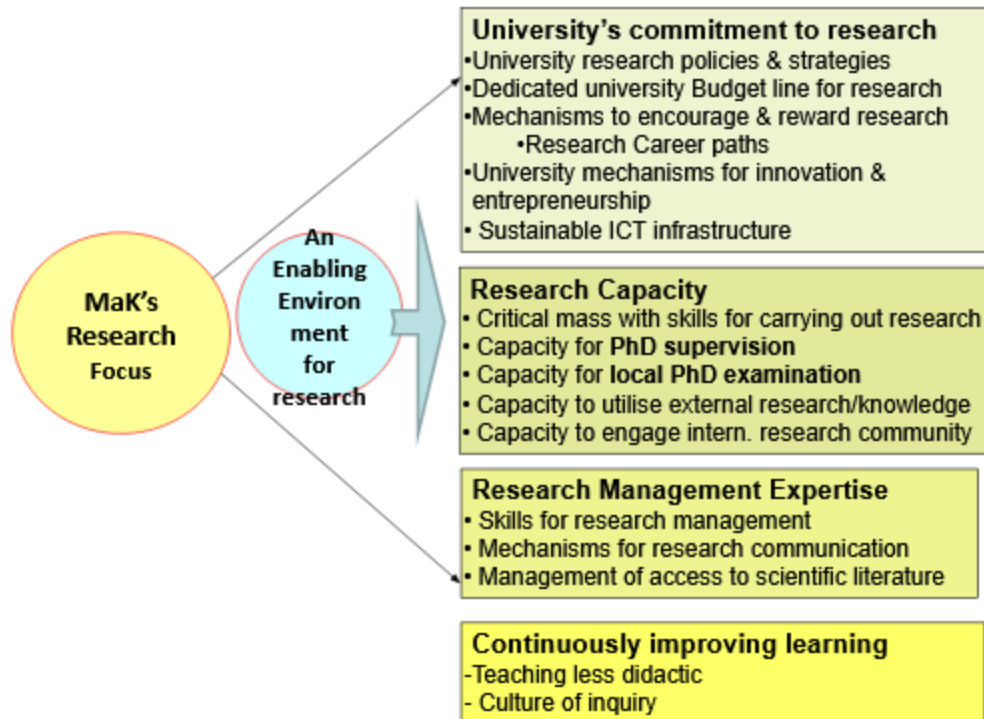 MaK's
Research
Focus
An
Enabling
Environ
ment
for
research
University's commitment to research
•University research policies & strategies
•Dedicated university Budget line for research
•Mechanisms to encourage & reward research
•Research Career paths
•University mechanisms for innovation &
entrepreneurship
• Sustainable ICT infrastructure
Research Capacity
• Critical mass with skills for carrying out research
• Capacity for PhD supervision
• Capacity for local PhD examination
• Capacity to utilise external research/knowledge
• Capacity to engage intern. research community
Research Management Expertise
• Skills for research management
• Mechanisms for research communication
• Management of access to scientific literature
Continuously improving learning
-Teaching less didactic
- Culture of inquiry